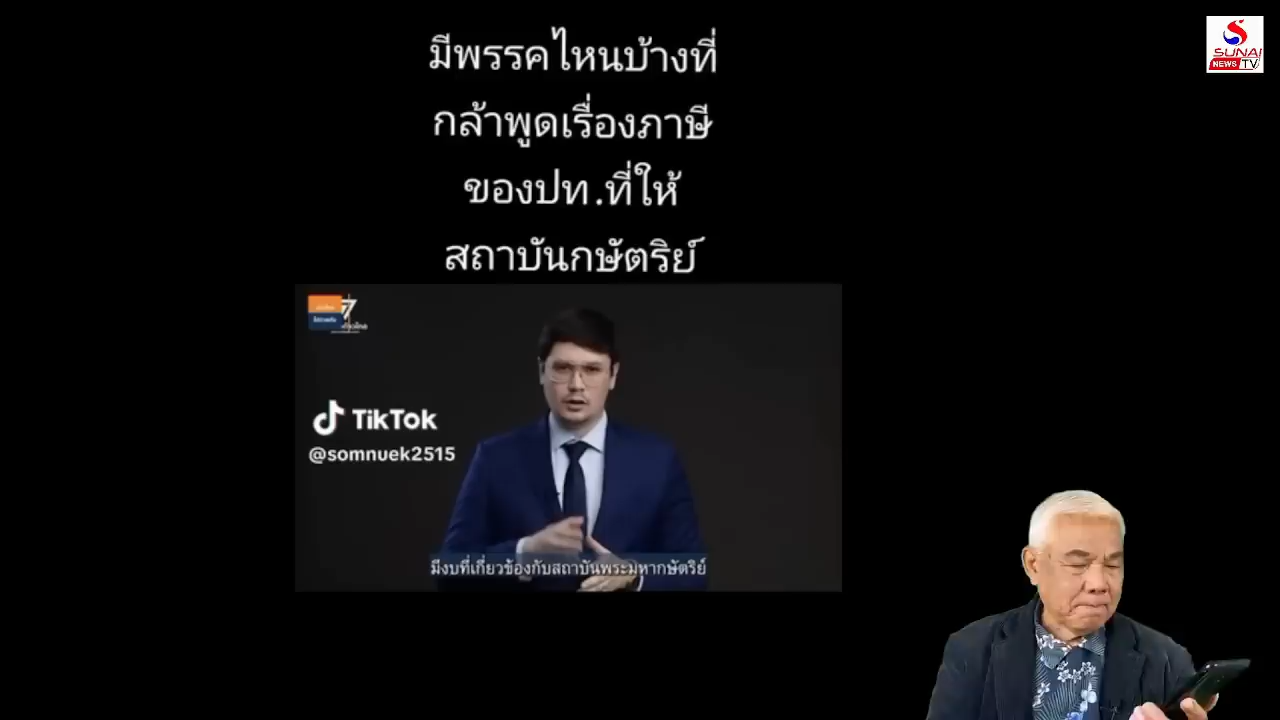 มีพรรคไหนบ้างที่
กล้าพูดเรื่องภาษี
ของปท.ที่ให้
สถาบันกษัตริย์
SUNAI
NEWS TV
TikTok
@somnuek2515
มีงบที่เกี่ยวข้องกับสถาบันพระมหากษัตริย์